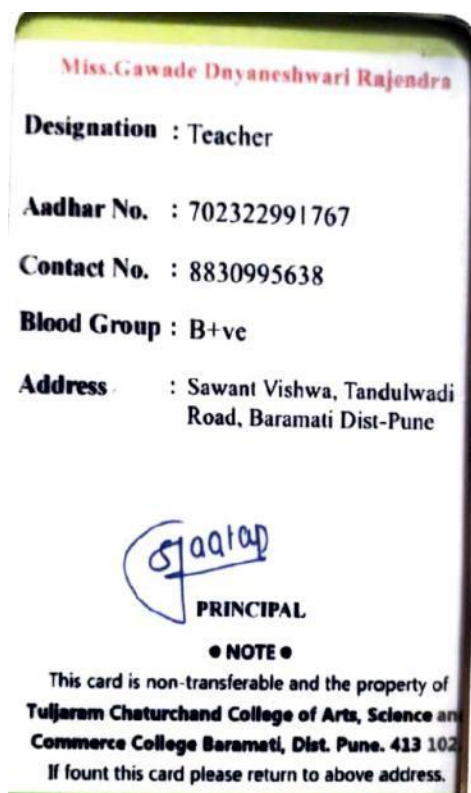 Miss.Gawade Dnyaneshwari Rajendra
Designation : Teacher
Aadhar No. : 702322991767
Contact No. : 8830995638
Blood Group : B+ve
Address : Sawant Vishwa, Tandulwadi
Road, Baramati Dist-Pune
PRINCIPAL
● NOTE ●
This card is non-transferable and the property of
Tuljaram Chaturchand College of Arts, Science and
Commerce College Baramati, Dist. Pune. 413 102.
If fount this card please return to above address.